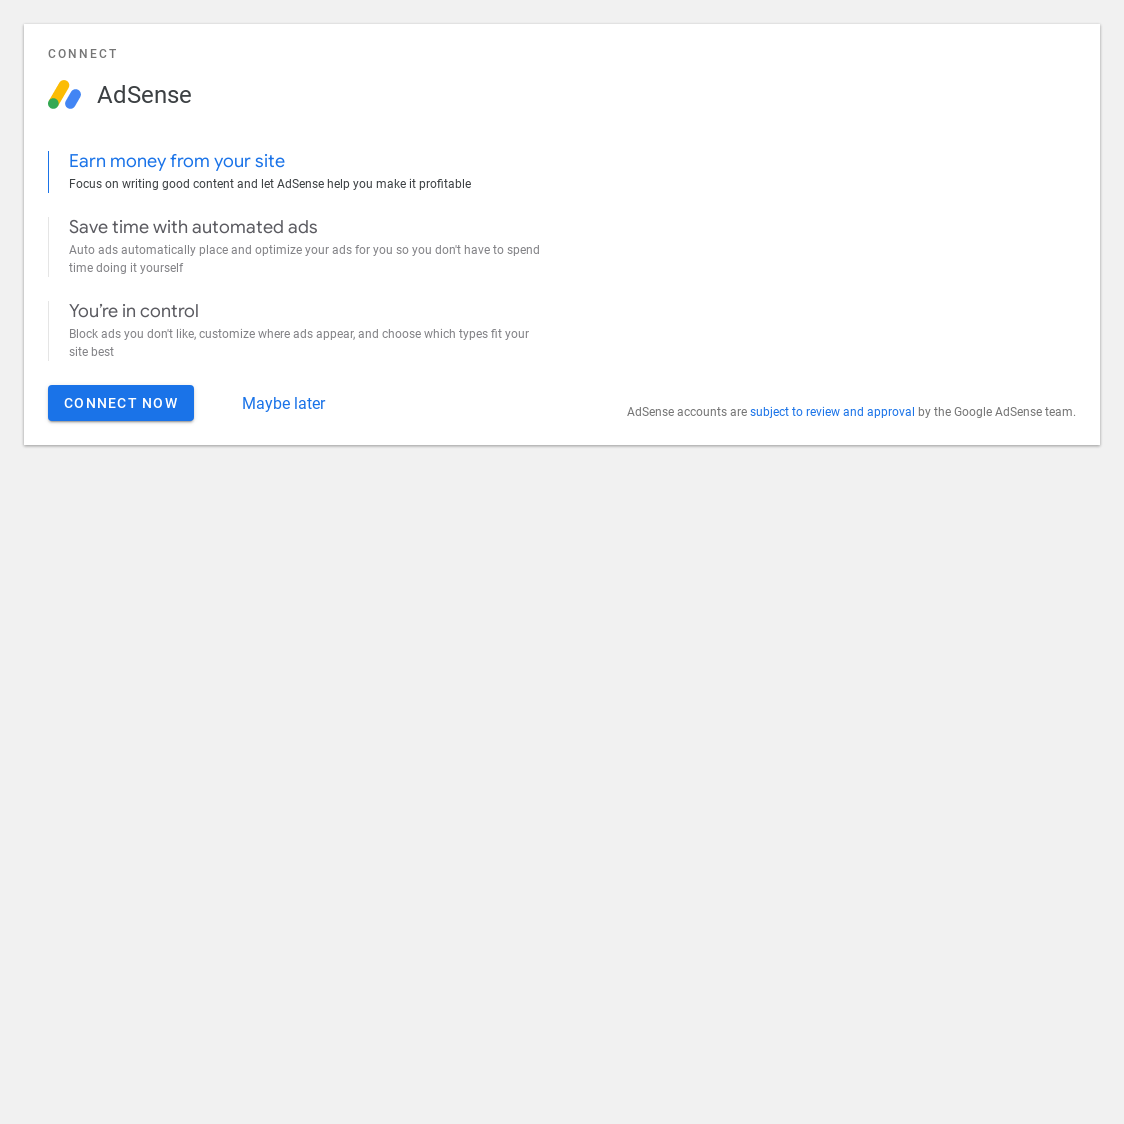 CONNECT
AdSense
Earn money from your site
Focus on writing good content and let AdSense help you make it profitable
Save time with automated ads
Auto ads automatically place and optimize your ads for you so you don't have to spend
time doing it yourself
You’re in control
Block ads you don't like, customize where ads appear, and choose which types fit your
site best
CONNECT NOW
Maybe later
AdSense accounts are subject to review and approval by the Google AdSense team.